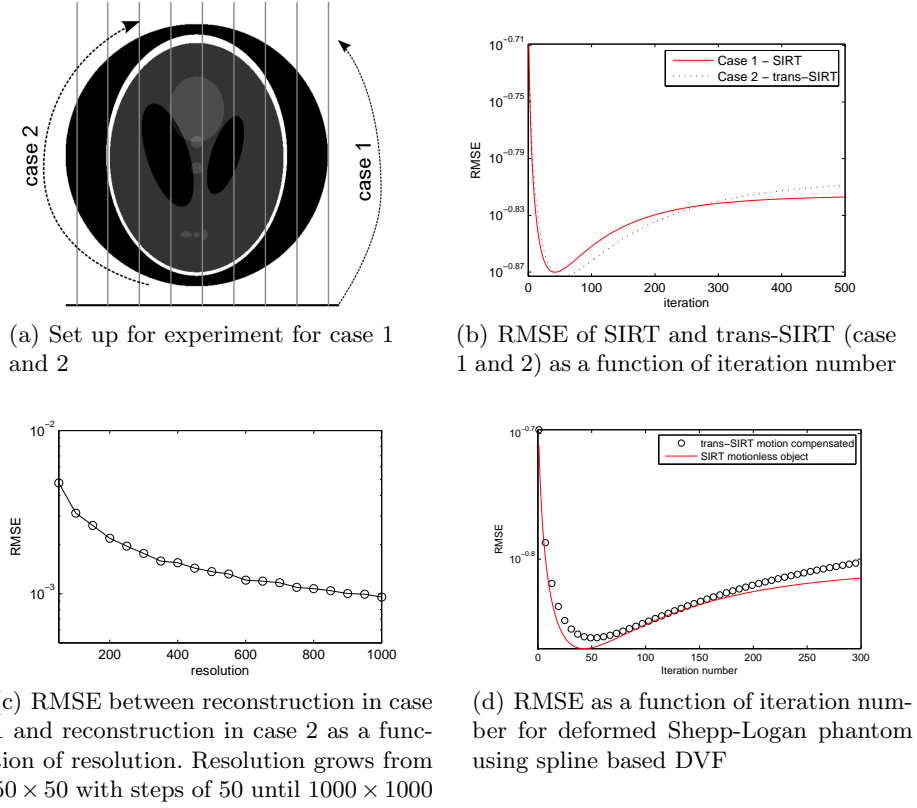 case 2
case 1
(a) Set up for experiment for case 1
and 2
10^−0.71
10^−0.75
10^−0.79
10^−0.83
10^−0.87
RMSE
Case 1 − SIRT
Case 2 − trans−SIRT
0 100 200 300 400 500
iteration
(b) RMSE of SIRT and trans-SIRT (case
1 and 2) as a function of iteration number
10^−2
10^−3
RMSE
200 400 600 800 1000
resolution
(c) RMSE between reconstruction in case
1 and reconstruction in case 2 as a func-
tion of resolution. Resolution grows from
50 × 50 with steps of 50 until 1000 × 1000
10^−0.7
10^−0.8
RMSE
trans−SIRT motion compensated
SIRT motionless object
0 50 100 150 200 250 300
Iteration number
(d) RMSE as a function of iteration num-
ber for deformed Shepp-Logan phantom
using spline based DVF